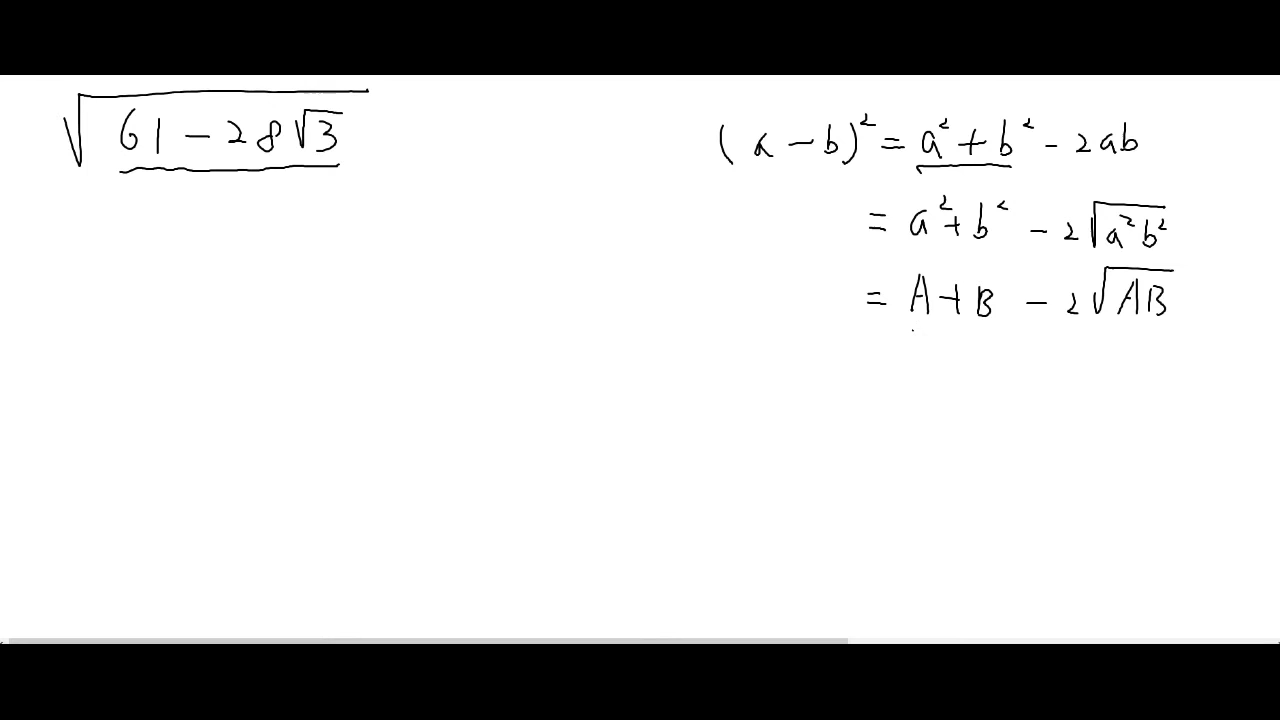 √(61 − 28√3)
(a − b)² = a² + b² − 2ab
= a² + b² − 2√(a²b²)
= A + B − 2√(AB)